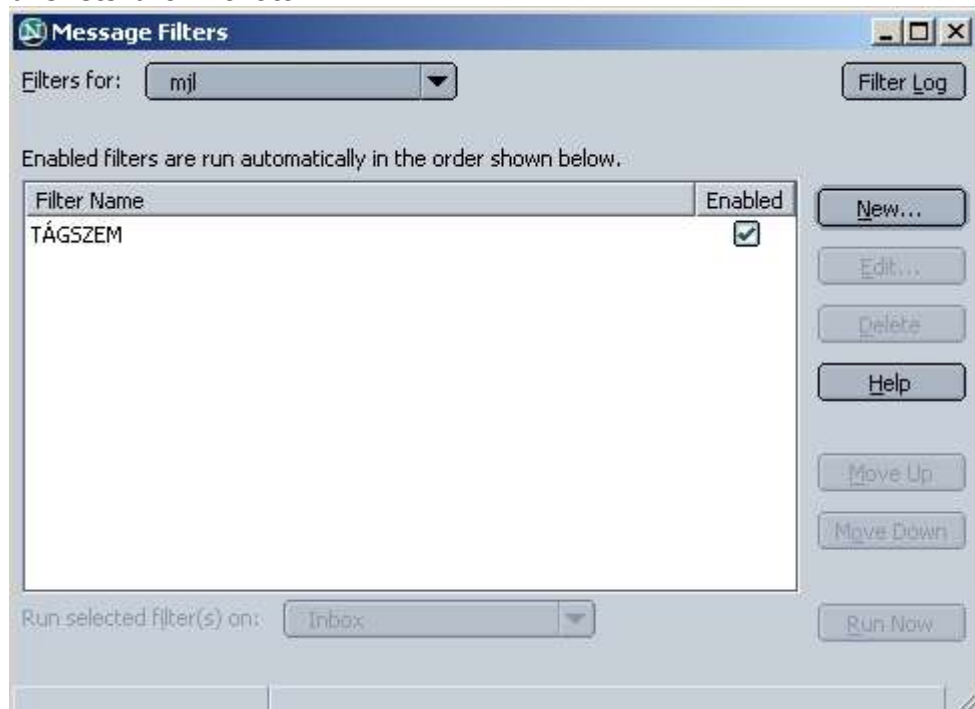 Message Filters
Filters for: mjl
Filter Log
Enabled filters are run automatically in the order shown below.
Filter Name Enabled
TÁGSZEM
New...
Edit...
Delete
Help
Move Up
Move Down
Run selected filter(s) on: Inbox
Run Now